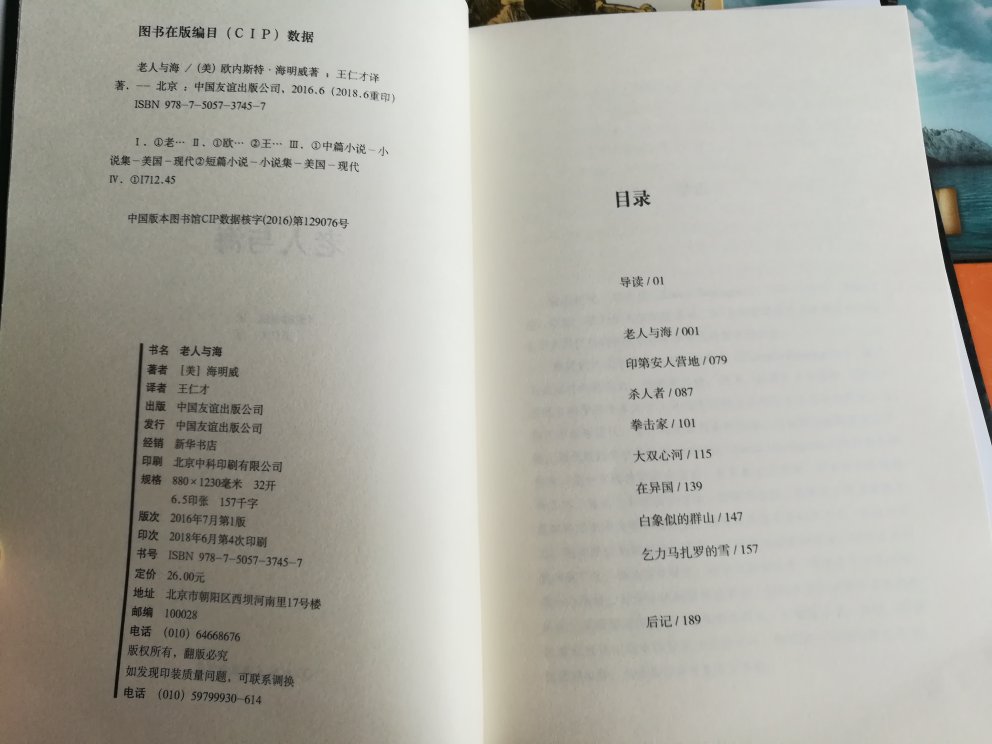 图书在版编目（CIP）数据
老人与海 /（美）欧内斯特·海明威著；王仁才译
著. —— 北京：中国友谊出版公司、2016.6（2018.6重印）
ISBN 978-7-5057-3745-7
Ⅰ. ①老… Ⅱ. ①欧… ②王… Ⅲ. ①中篇小说－小
说集－美国－现代②短篇小说－小说集－美国－现代
Ⅳ. ①I712.45
中国版本图书馆CIP数据核字(2016)第129076号
书名 老人与海
著者 [美] 海明威
译者 王仁才
出版 中国友谊出版公司
发行 中国友谊出版公司
经销 新华书店
印刷 北京中科印刷有限公司
规格 880×1230毫米 32开
6.5印张 157千字
版次 2016年7月第1版
印次 2018年6月第4次印刷
书号 ISBN 978-7-5057-3745-7
定价 26.00元
地址 北京市朝阳区西坝河南里17号楼
邮编 100028
电话 (010) 64668676
版权所有，翻版必究
如发现印装质量问题，可联系调换
电话 (010) 59799930-614
目录
导读 / 01
老人与海 / 001
印第安人营地 / 079
杀人者 / 087
拳击家 / 101
大双心河 / 115
在异国 / 139
白象似的群山 / 147
乞力马扎罗的雪 / 157
后记 / 189